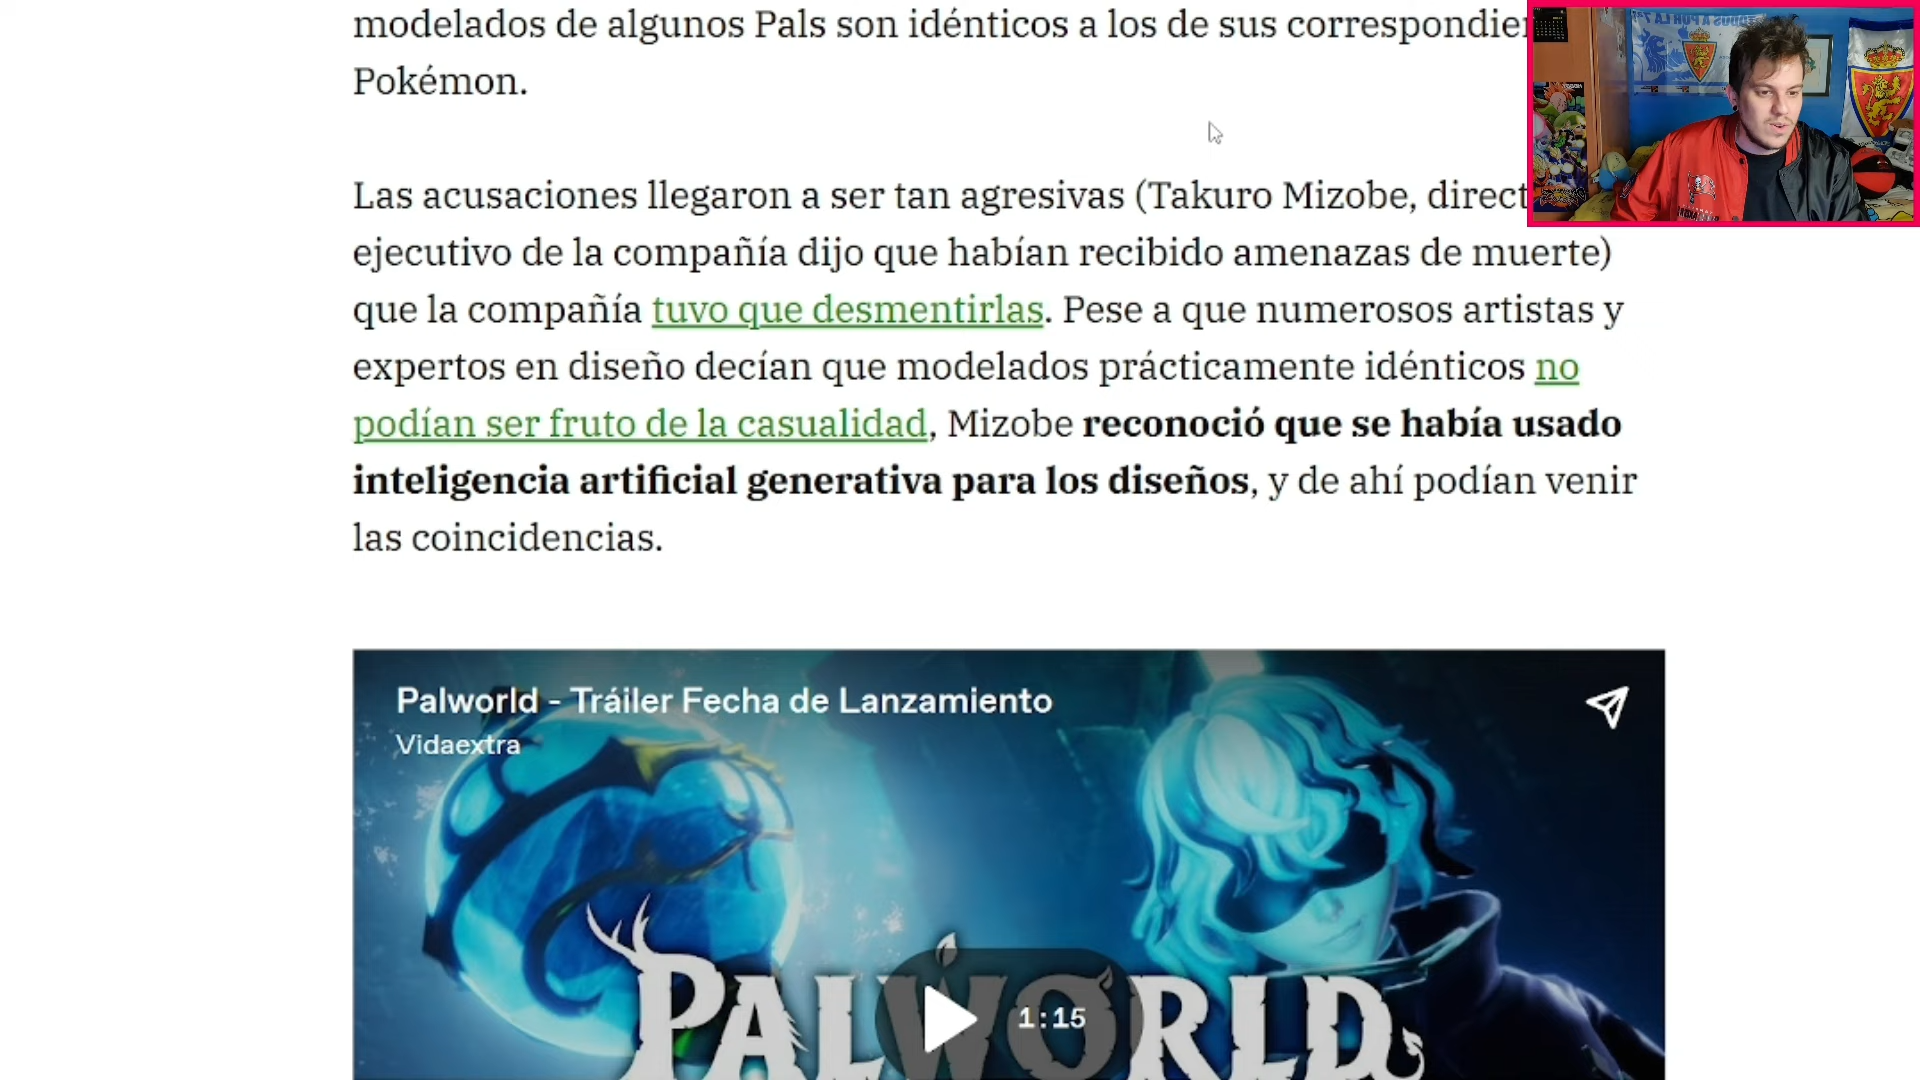 modelados de algunos Pals son idénticos a los de sus
Pokémon.
Las acusaciones llegaron a ser tan agresivas (Takuro Mizobe,
ejecutivo de la compañía dijo que habían recibido amenazas de muerte)
que la compañía tuvo que desmentirlas. Pese a que numerosos artistas y
expertos en diseño decían que modelados prácticamente idénticos no
podían ser fruto de la casualidad, Mizobe reconoció que se había usado
inteligencia artificial generativa para los diseños, y de ahí podían venir
las coincidencias.
Palworld - Tráiler Fecha de Lanzamiento
Vidaextra
PALWORLD
1:15